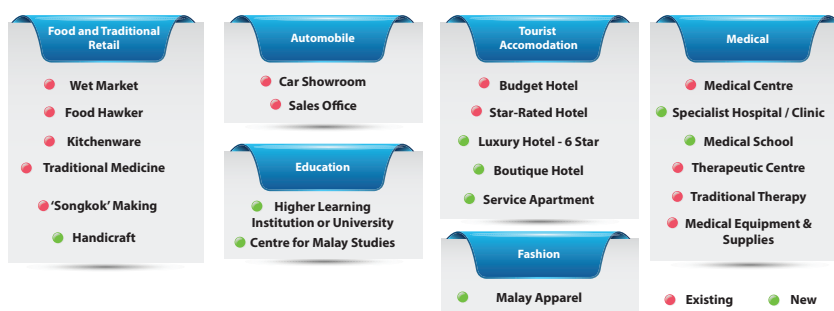 Food and Traditional
Retail
Wet Market
Food Hawker
Kitchenware
Traditional Medicine
‘Songkok’ Making
Handicraft
Automobile
Car Showroom
Sales Office
Education
Higher Learning
Institution or University
Centre for Malay Studies
Tourist
Accomodation
Budget Hotel
Star-Rated Hotel
Luxury Hotel - 6 Star
Boutique Hotel
Service Apartment
Fashion
Malay Apparel
Medical
Medical Centre
Specialist Hospital / Clinic
Medical School
Therapeutic Centre
Traditional Therapy
Medical Equipment &
Supplies
Existing
New